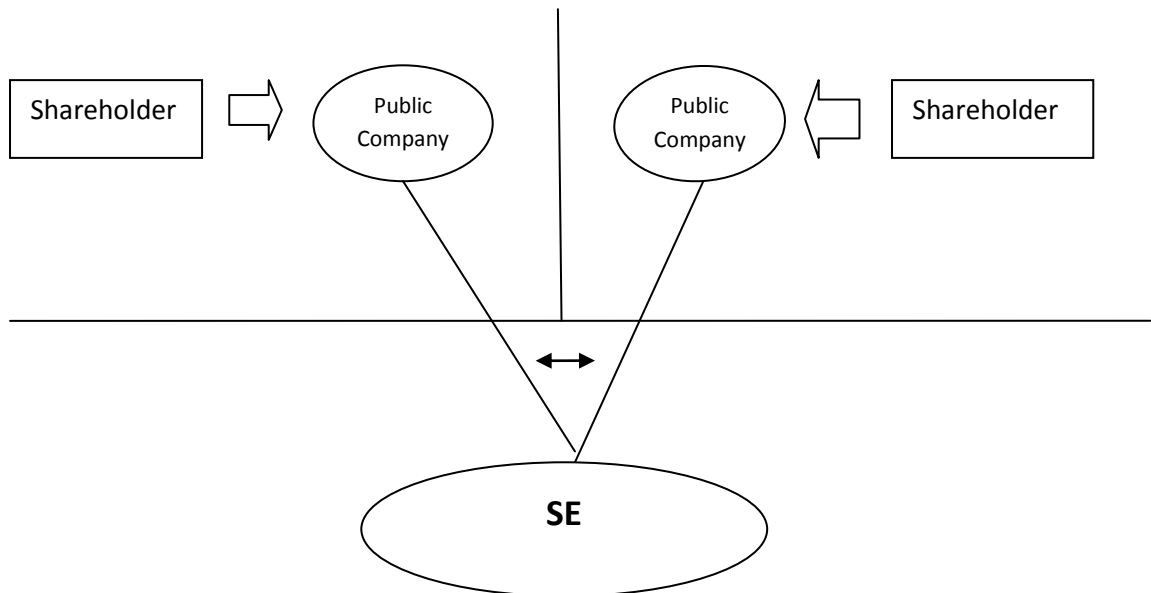 Shareholder
Public
Company
Public
Company
Shareholder
SE